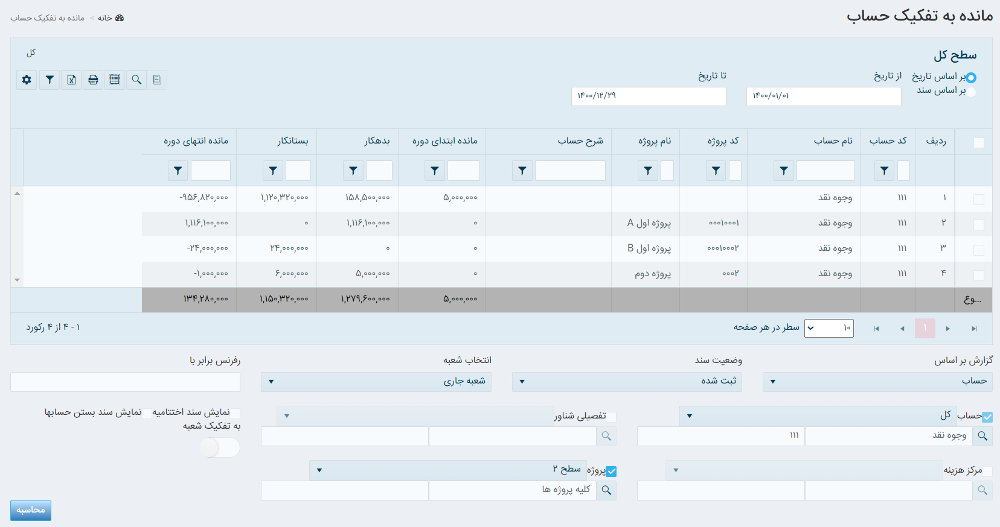 مانده به تفکیک حساب
خانه > مانده به تفکیک حساب
سطح کل
کل
بر اساس تاریخ
بر اساس سند
از تاریخ
۱۴۰۰/۰۱/۰۱
تا تاریخ
۱۴۰۰/۱۲/۲۹
ردیف کد حساب نام حساب کد پروژه نام پروژه شرح حساب مانده ابتدای دوره بدهکار بستانکار مانده انتهای دوره
۱ ۱۱۱ وجوه نقد ۵,۰۰۰,۰۰۰ ۱۵۸,۵۰۰,۰۰۰ ۱,۱۲۰,۳۲۰,۰۰۰ -۹۵۶,۸۲۰,۰۰۰
۲ ۱۱۱ وجوه نقد ۰۰۰۱۰۰۰۱ پروژه اول A ۰ ۱,۱۱۶,۱۰۰,۰۰۰ ۰ ۱,۱۱۶,۱۰۰,۰۰۰
۳ ۱۱۱ وجوه نقد ۰۰۰۱۰۰۰۲ پروژه اول B ۰ ۰ ۲۴,۰۰۰,۰۰۰ -۲۴,۰۰۰,۰۰۰
۴ ۱۱۱ وجوه نقد ۰۰۰۲ پروژه دوم ۰ ۵,۰۰۰,۰۰۰ ۶,۰۰۰,۰۰۰ -۱,۰۰۰,۰۰۰
...وع ۵,۰۰۰,۰۰۰ ۱,۲۷۹,۶۰۰,۰۰۰ ۱,۱۵۰,۳۲۰,۰۰۰ ۱۳۴,۲۸۰,۰۰۰
۱ ۱۰ سطر در هر صفحه ۱ - ۴ از ۴ رکورد
گزارش بر اساس وضعیت سند انتخاب شعبه رفرنس برابر با
حساب ثبت شده شعبه جاری
حساب کل تفصیلی شناور نمایش سند اختتامیه نمایش سند بستن حسابها
وجوه نقد ۱۱۱ به تفکیک شعبه
مرکز هزینه پروژه سطح ۲
کلیه پروژه ها
محاسبه